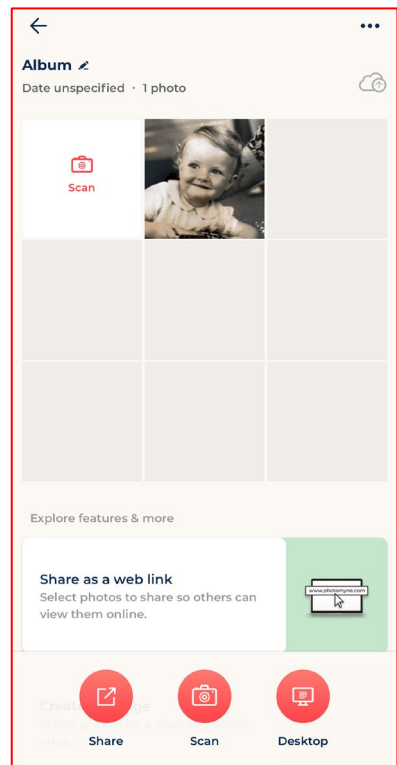 Album
Date unspecified · 1 photo
Scan
Explore features & more
Share as a web link
Select photos to share so others can
view them online.
www.photomyne.com
Share
Scan
Desktop